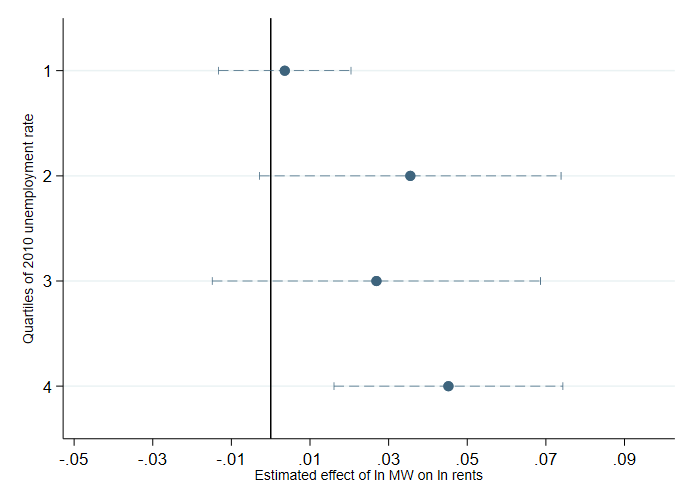 Quartiles of 2010 unemployment rate
1
2
3
4
-.05 -.03 -.01 .01 .03 .05 .07 .09
Estimated effect of ln MW on ln rents